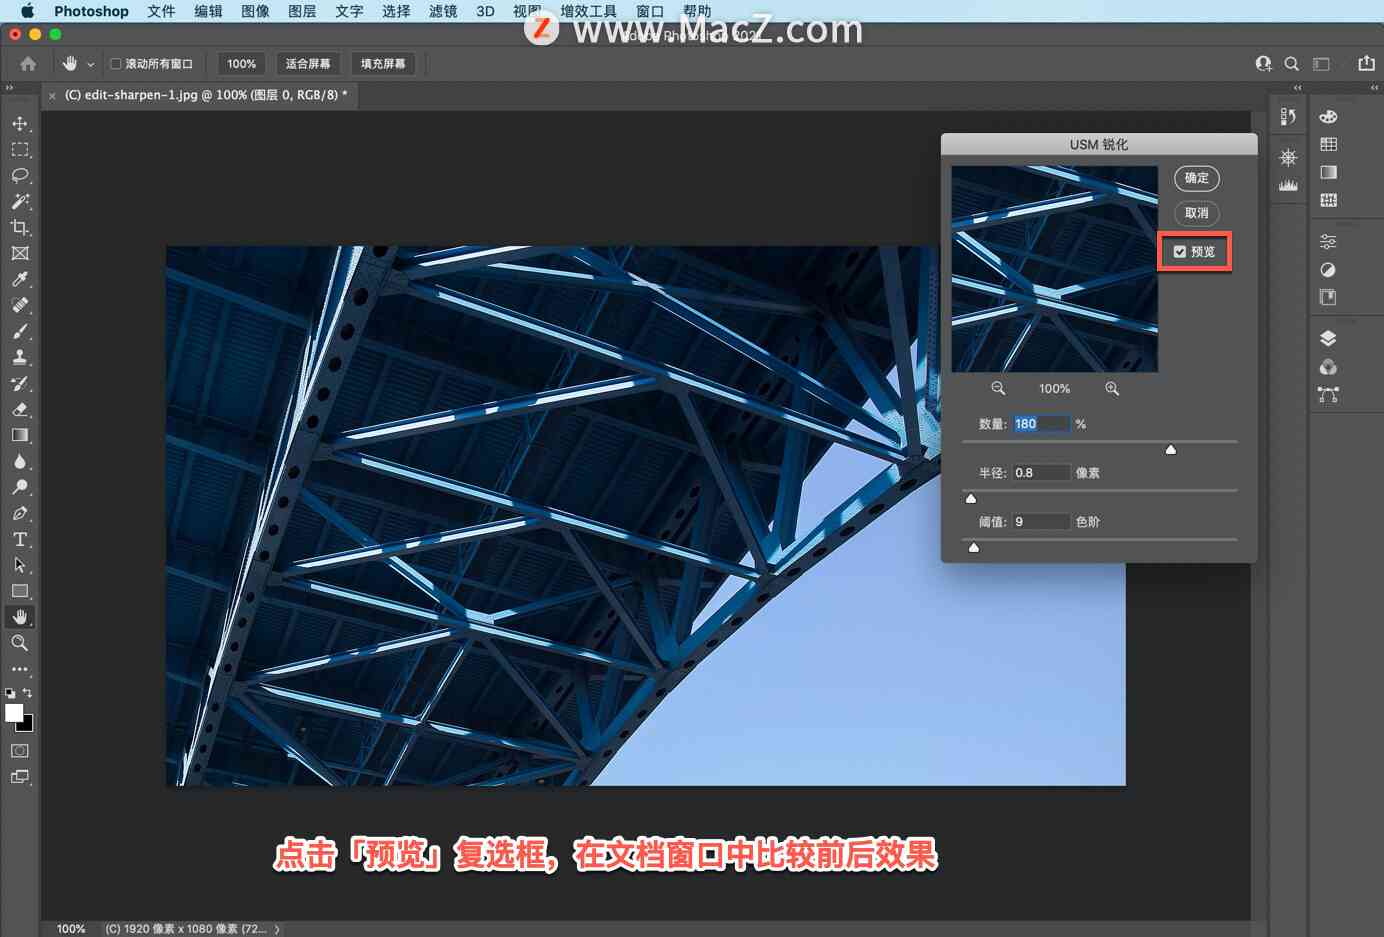 Photoshop 文件 编辑 图像 图层 文字 选择 滤镜 3D 视图 增效工具 窗口 帮助
Z www.MacZ.com
滚动所有窗口 100% 适合屏幕 填充屏幕
× (C) edit-sharpen-1.jpg @ 100% (图层 0, RGB/8) *
USM 锐化
确定
取消
预览
100%
数量: 180 %
半径: 0.8 像素
阈值: 9 色阶
点击「预览」复选框，在文档窗口中比较前后效果
100% (C) 1920 像素 x 1080 像素 (72...